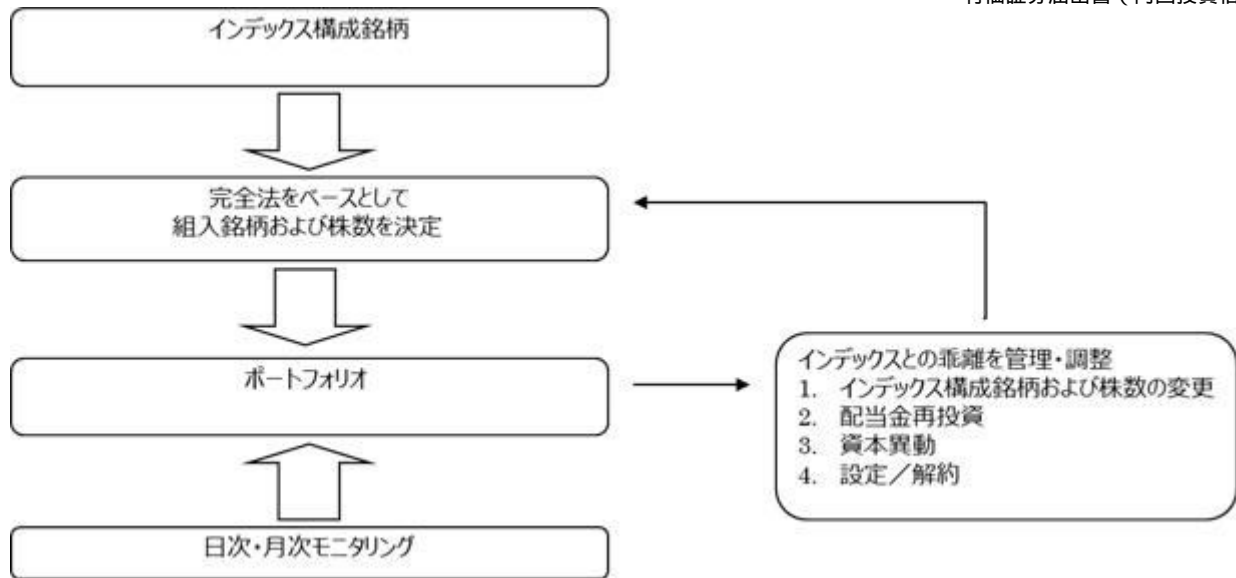 インデックス構成銘柄
完全法をベースとして
組入銘柄および株数を決定
ポートフォリオ
インデックスとの乖離を管理・調整
1. インデックス構成銘柄および株数の変更
2. 配当金再投資
3. 資本異動
4. 設定／解約
日次・月次モニタリング